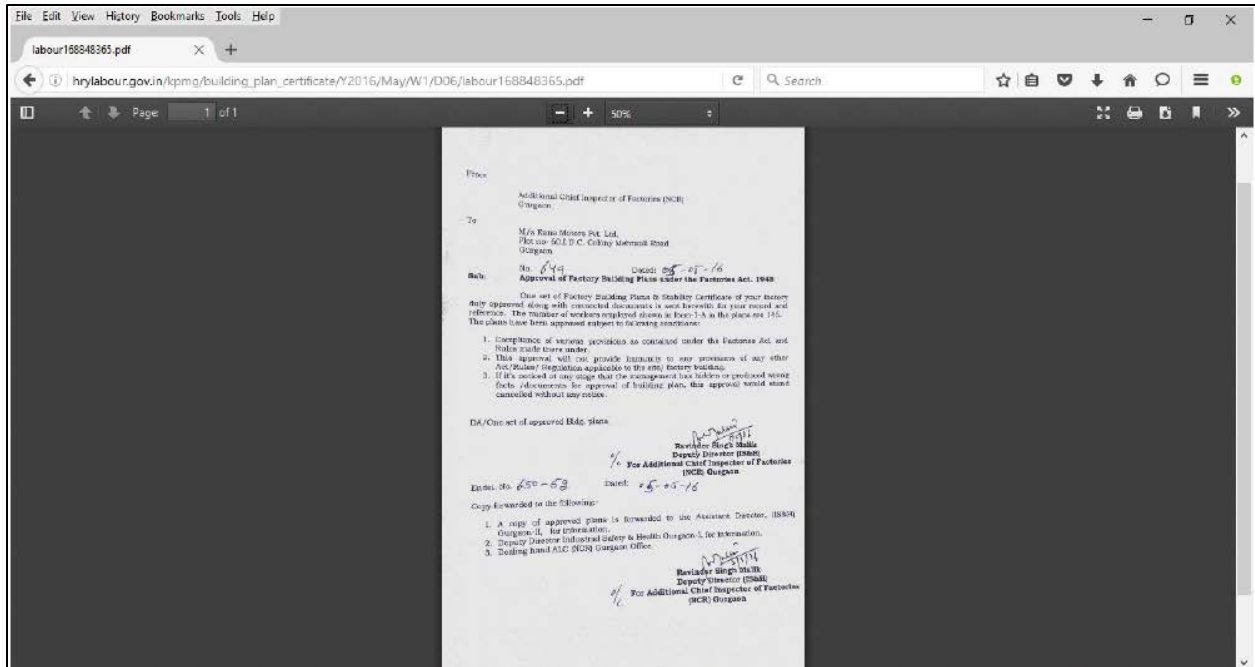 File Edit View History Bookmarks Tools Help
labour168848365.pdf
hrylabour.gov.in/kpmg/building_plan_certificate/Y2016/May/W1/D06/labour168848365.pdf
Search
Page: 1 of 1
50%
From
Additional Chief Inspector of Factories (NCR)
Gurgaon
To
M/s Rama Motors Pvt. Ltd.
Plot no- 60,I.D.C. Colony Mehrauli Road
Gurgaon
No. 649 Dated: 05-05-16
Sub: Approval of Factory Building Plans under the Factories Act. 1948
One set of Factory Building Plans & Stability Certificate of your factory
duly approved along with connected documents is sent herewith for your record and
reference. The number of workers employed shown in form-1-A in the plans are 145.
The plans have been approved subject to following conditions:
1. Compliance of various provisions as contained under the Factories Act and
Rules made there under.
2. This approval will not provide immunity to any provisions of any other
Act/Rules/ Regulation applicable to the site/ factory building.
3. If it's noticed at any stage that the management has hidden or produced wrong
facts /documents for approval of building plan, this approval would stand
cancelled without any notice.
DA/One set of approved Bldg. plans
Ravinder Singh Malik
Deputy Director (IS&H)
For Additional Chief Inspector of Factories
(NCR) Gurgaon
Endst. No. 650-52 Dated: 05-05-16
Copy forwarded to the following:
1. A copy of approved plans is forwarded to the Assistant Director, (IS&H)
Gurgaon-II, for information.
2. Deputy Director Industrial Safety & Health Gurgaon-I, for information.
3. Dealing hand ALC (NCR) Gurgaon Office
Ravinder Singh Malik
Deputy Director (IS&H)
For Additional Chief Inspector of Factories
(NCR) Gurgaon